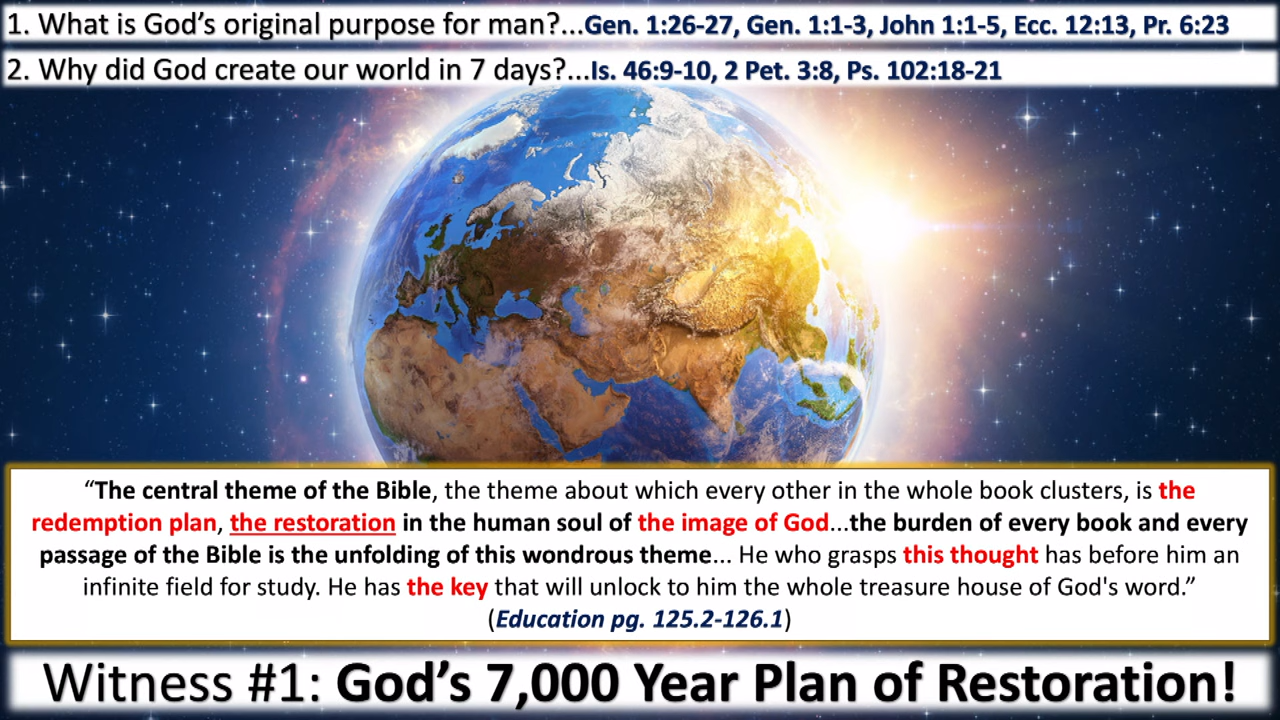 1. What is God’s original purpose for man?...Gen. 1:26-27, Gen. 1:1-3, John 1:1-5, Ecc. 12:13, Pr. 6:23
2. Why did God create our world in 7 days?...Is. 46:9-10, 2 Pet. 3:8, Ps. 102:18-21
“The central theme of the Bible, the theme about which every other in the whole book clusters, is the
redemption plan, the restoration in the human soul of the image of God...the burden of every book and every
passage of the Bible is the unfolding of this wondrous theme... He who grasps this thought has before him an
infinite field for study. He has the key that will unlock to him the whole treasure house of God's word.”
(Education pg. 125.2-126.1)
Witness #1: God’s 7,000 Year Plan of Restoration!